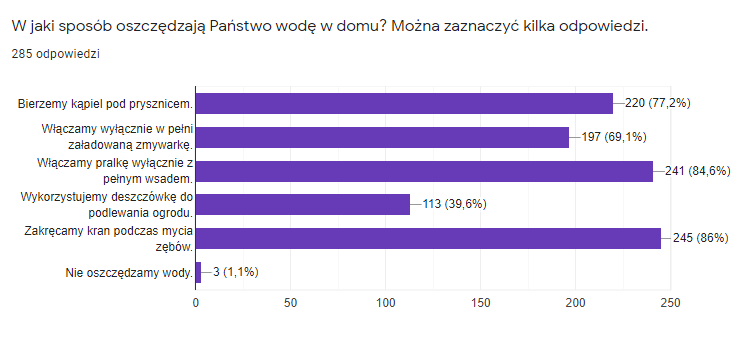 W jaki sposób oszczędzają Państwo wodę w domu? Można zaznaczyć kilka odpowiedzi.
285 odpowiedzi
Bierzemy kąpiel pod prysznicem.
220 (77,2%)
Włączamy wyłącznie w pełni
załadowaną zmywarkę.
197 (69,1%)
Włączamy pralkę wyłącznie z
pełnym wsadem.
241 (84,6%)
Wykorzystujemy deszczówkę do
podlewania ogrodu.
113 (39,6%)
Zakręcamy kran podczas mycia
zębów.
245 (86%)
Nie oszczędzamy wody.
3 (1,1%)
0 50 100 150 200 250